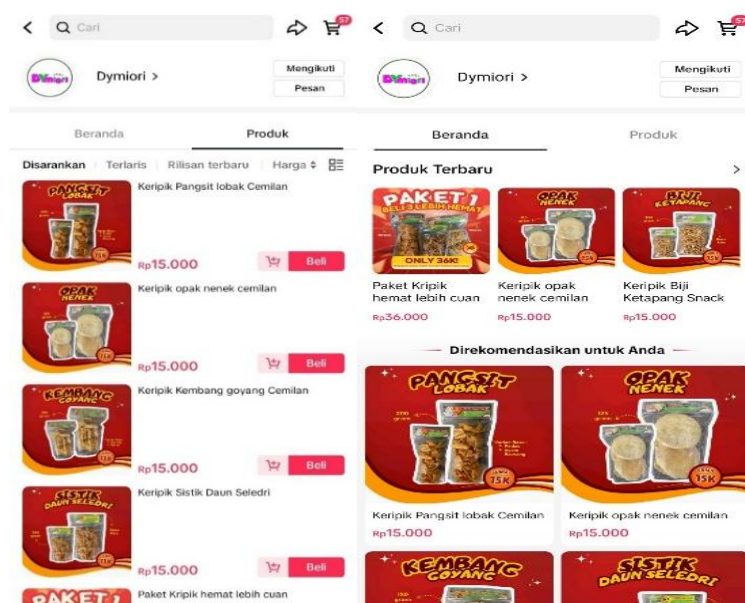 Cari
57
Dymiori
Dymiori >
Mengikuti
Pesan
Beranda
Produk
Disarankan
Terlaris
Rilisan terbaru
Harga
PANGSIT
LOBAK
Keripik Pangsit lobak Cemilan
Rp15.000
Beli
OPAK
NENEK
Keripik opak nenek cemilan
Rp15.000
Beli
KEMBANG
GOYANG
Keripik Kembang goyang Cemilan
Rp15.000
Beli
SISTIK
DAUN SELEDRI
Keripik Sistik Daun Seledri
Rp15.000
Beli
PAKET 1
Paket Kripik hemat lebih cuan
Cari
57
Dymiori
Dymiori >
Mengikuti
Pesan
Beranda
Produk
Produk Terbaru >
PAKET 1
BELI 3 LEBIH HEMAT
ONLY 36K!
Paket Kripik
hemat lebih cuan
Rp36.000
OPAK
NENEK
Keripik opak
nenek cemilan
Rp15.000
BIJI
KETAPANG
Keripik Biji
Ketapang Snack
Rp15.000
Direkomendasikan untuk Anda
PANGSIT
LOBAK
15K
Keripik Pangsit lobak Cemilan
Rp15.000
OPAK
NENEK
15K
Keripik opak nenek cemilan
Rp15.000
KEMBANG
GOYANG
SISTIK
DAUN SELEDRI